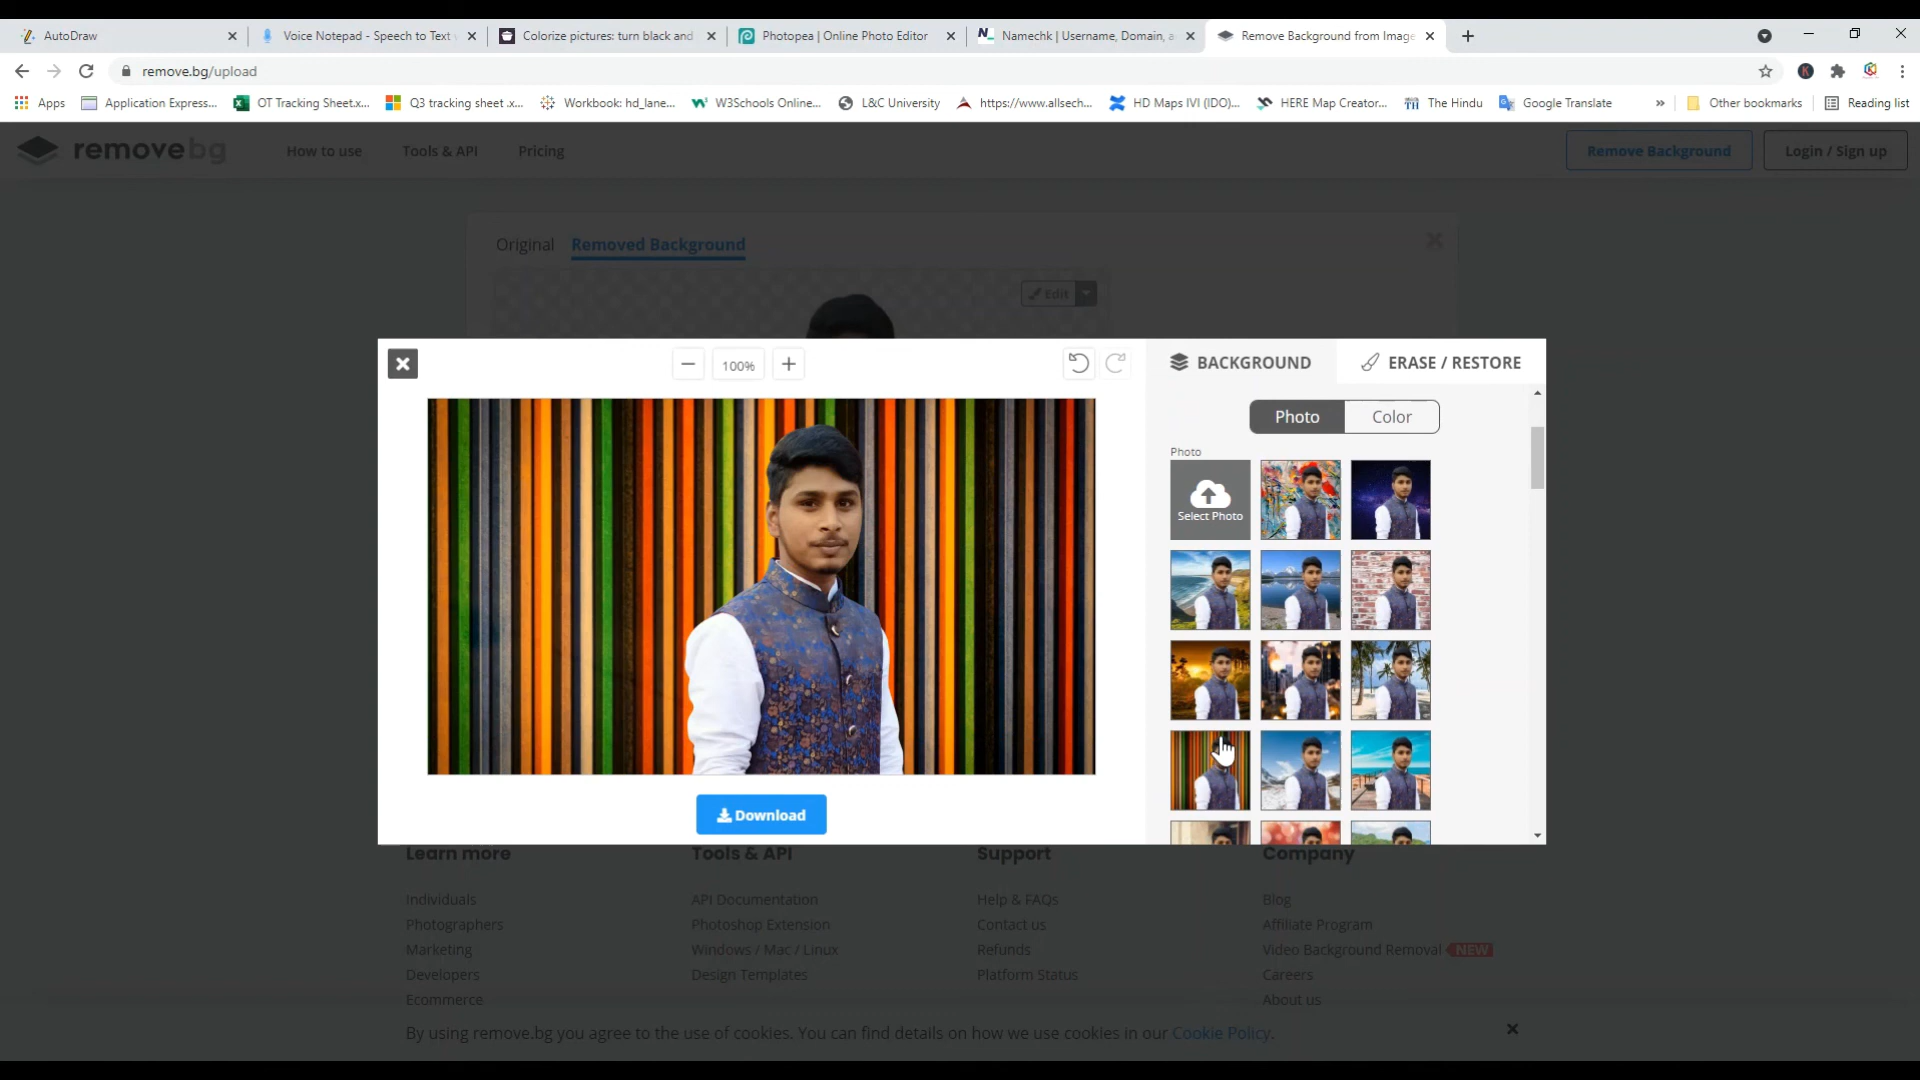 AutoDraw
Voice Notepad - Speech to Text
Colorize pictures: turn black and
Photopea | Online Photo Editor
Namechk | Username, Domain, a
Remove Background from Image
remove.bg/upload
Apps
Application Express...
OT Tracking Sheet.x...
Q3 tracking sheet .x...
Workbook: hd_lane...
W3Schools Online...
L&C University
https://www.allsech...
HD Maps IVI (IDO)...
HERE Map Creator...
The Hindu
Google Translate
»
Other bookmarks
Reading list
removebg
How to use
Tools & API
Pricing
Remove Background
Login / Sign up
Original
Removed Background
Edit
100%
BACKGROUND
ERASE / RESTORE
Photo
Color
Photo
Select Photo
Download
Learn more
Tools & API
Support
Company
Individuals
API Documentation
Help & FAQs
Blog
Photographers
Photoshop Extension
Contact us
Affiliate Program
Marketing
Windows / Mac / Linux
Refunds
Video Background Removal NEW
Developers
Design Templates
Platform Status
Careers
Ecommerce
About us
By using remove.bg you agree to the use of cookies. You can find details on how we use cookies in our Cookie Policy.